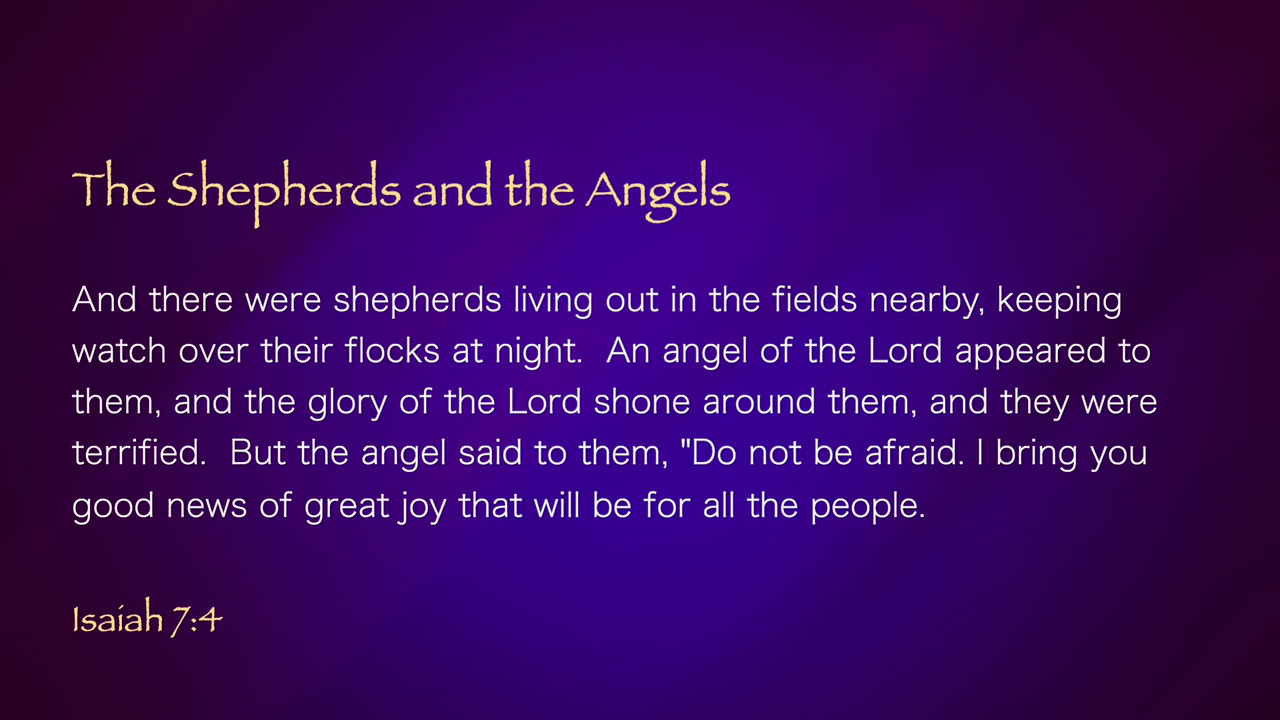 The Shepherds and the Angels
And there were shepherds living out in the fields nearby, keeping
watch over their flocks at night.  An angel of the Lord appeared to
them, and the glory of the Lord shone around them, and they were
terrified.  But the angel said to them, "Do not be afraid. I bring you
good news of great joy that will be for all the people.
Isaiah 7:4